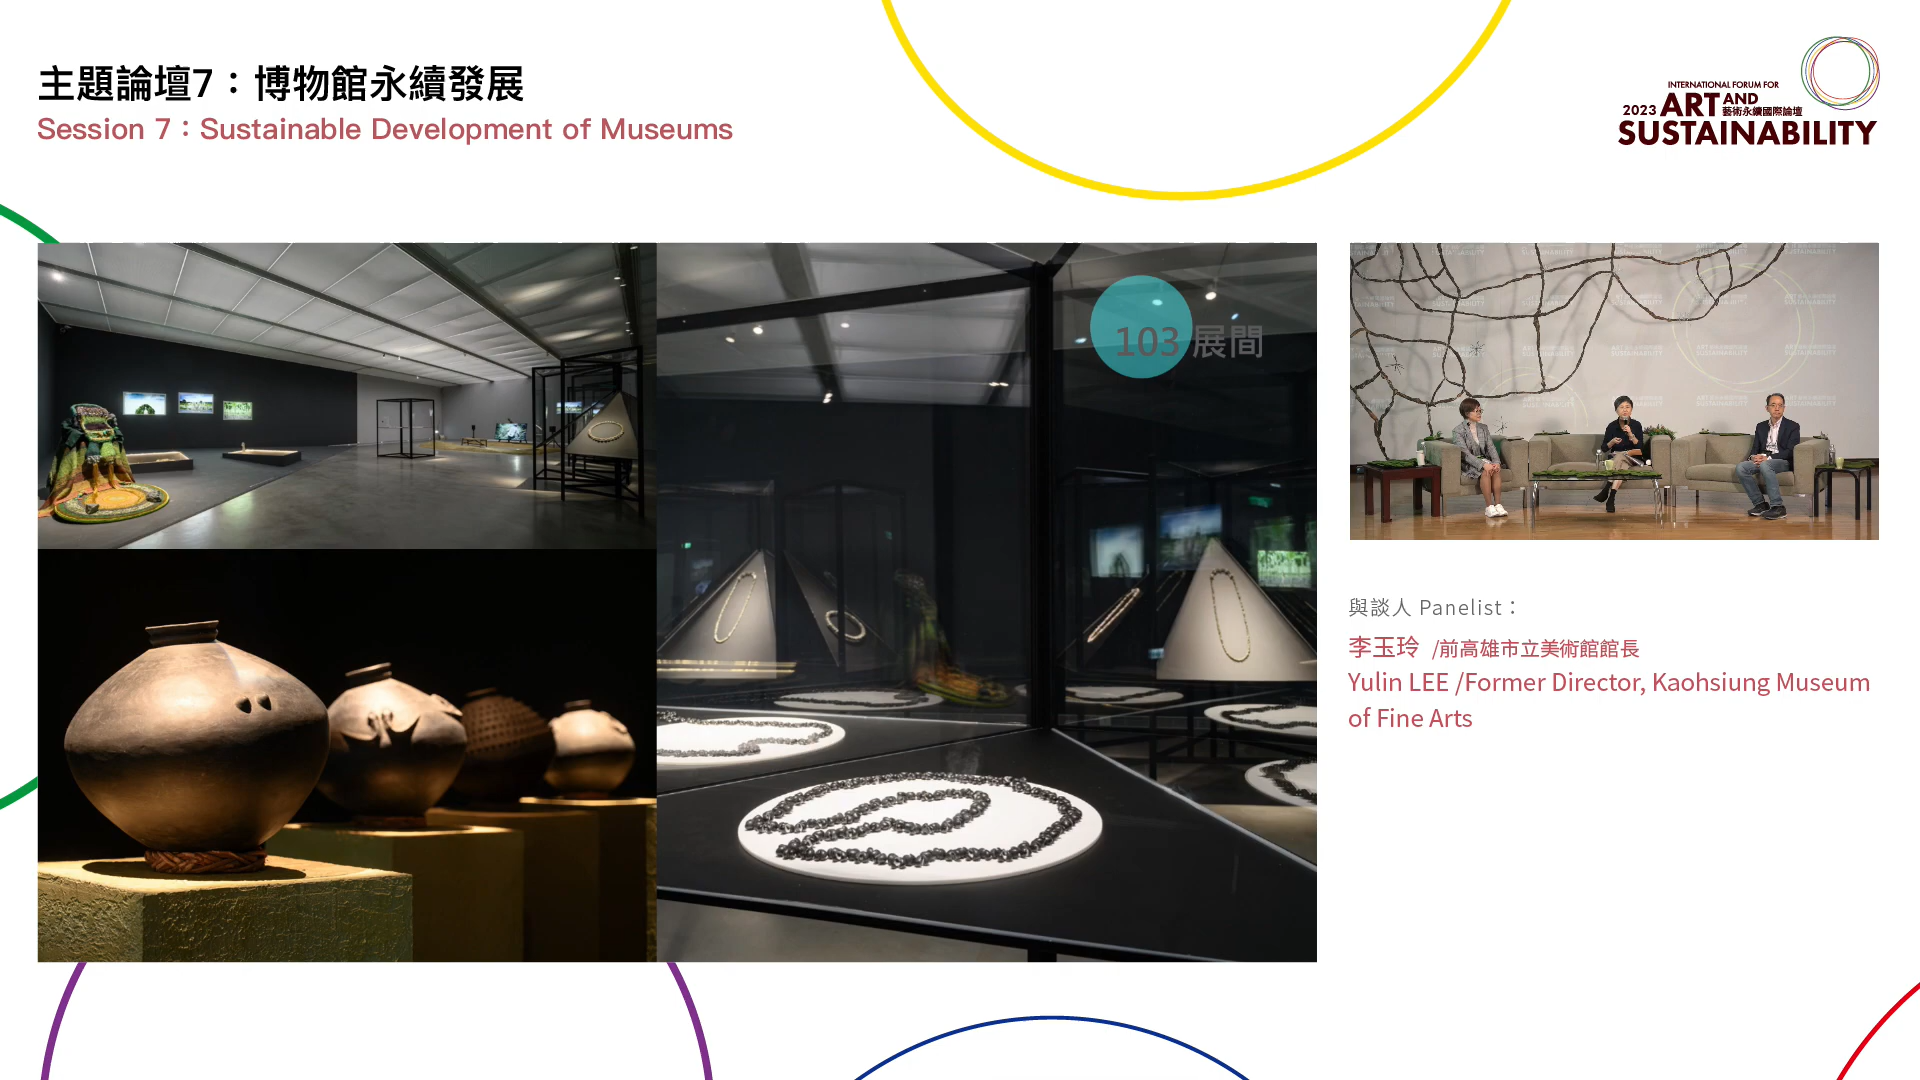 主題論壇7：博物館永續發展
Session 7：Sustainable Development of Museums
INTERNATIONAL FORUM FOR
2023 ART AND
藝術永續國際論壇
SUSTAINABILITY
103 展間
與談人 Panelist：
李玉玲 /前高雄市立美術館館長
Yulin LEE /Former Director, Kaohsiung Museum
of Fine Arts